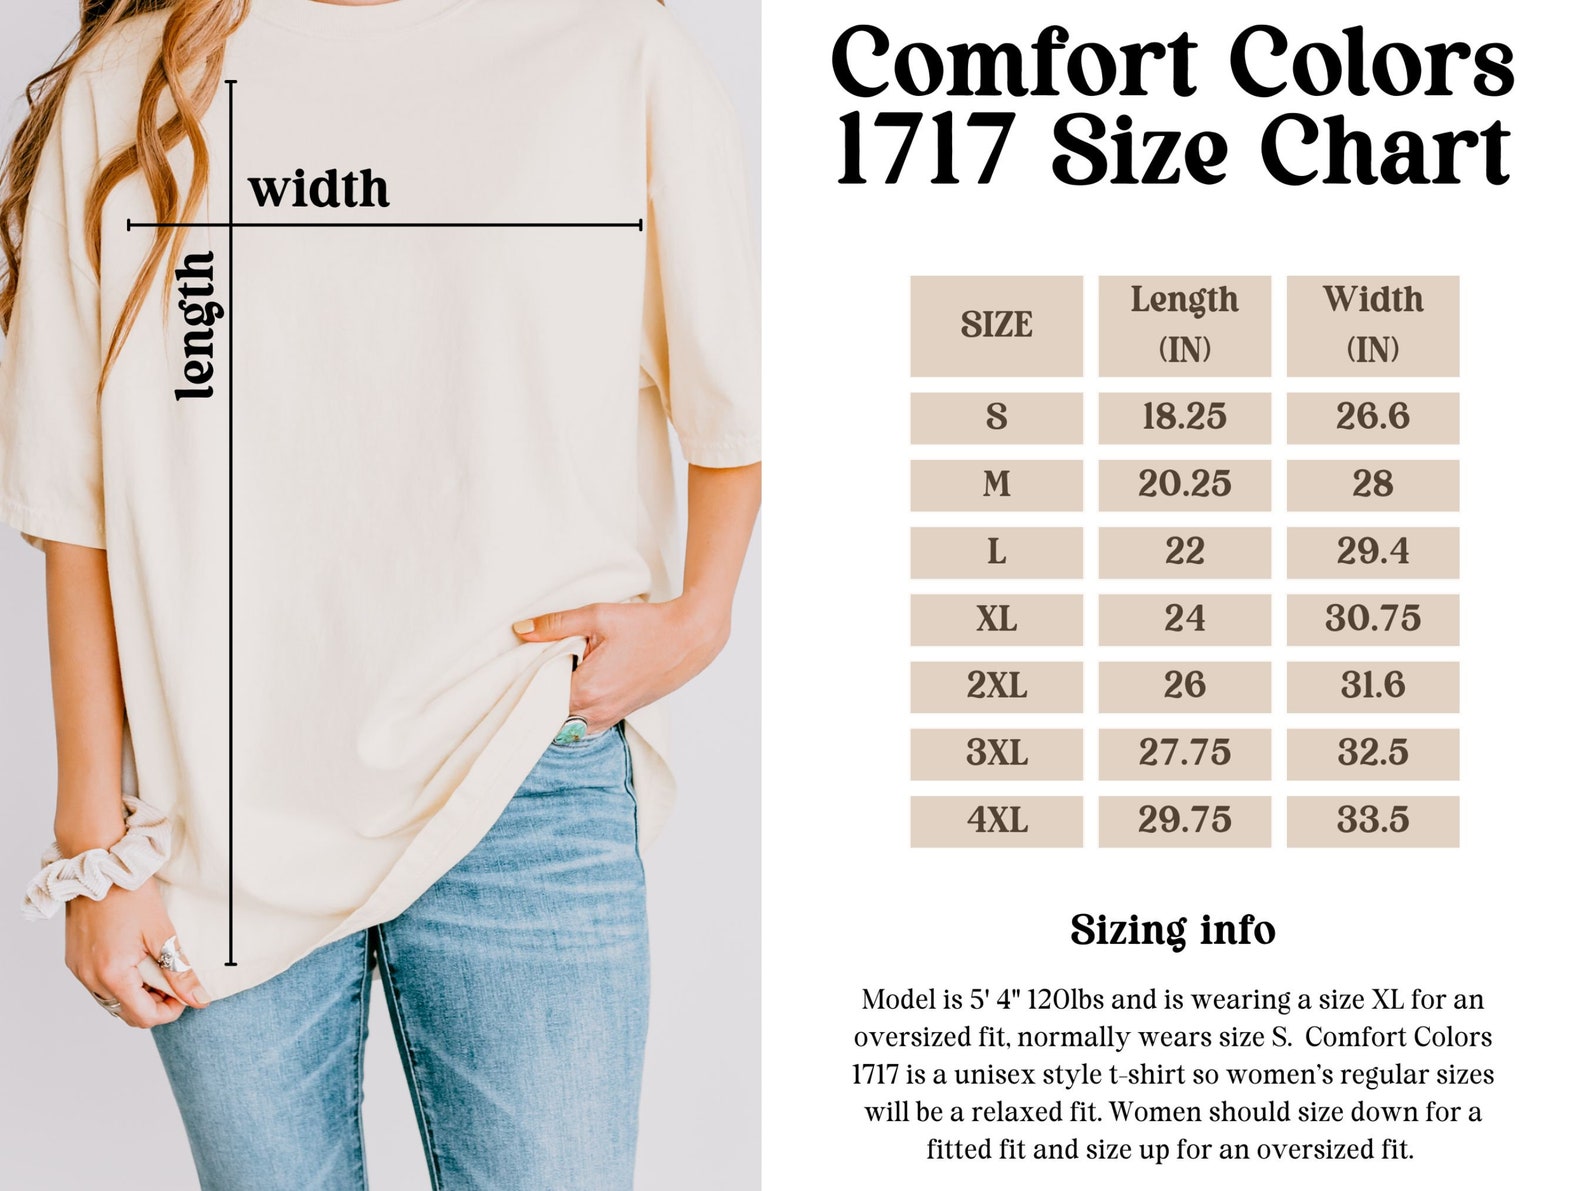 width
length
Comfort Colors
1717 Size Chart
SIZE Length (IN) Width (IN)
S 18.25 26.6
M 20.25 28
L 22 29.4
XL 24 30.75
2XL 26 31.6
3XL 27.75 32.5
4XL 29.75 33.5
Sizing info
Model is 5' 4" 120lbs and is wearing a size XL for an
oversized fit, normally wears size S. Comfort Colors
1717 is a unisex style t-shirt so women’s regular sizes
will be a relaxed fit. Women should size down for a
fitted fit and size up for an oversized fit.